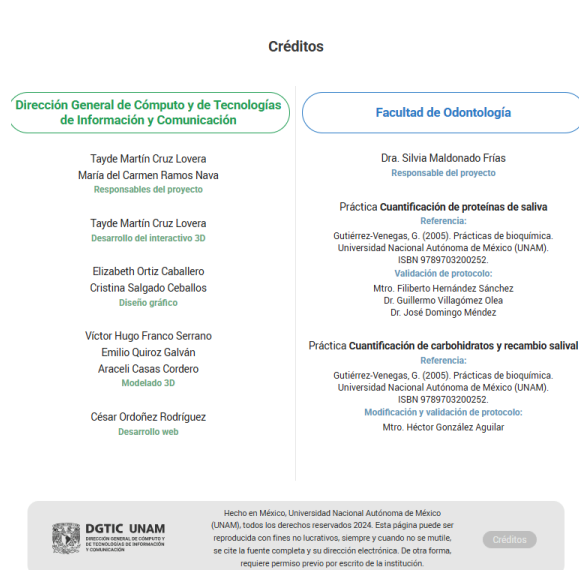 Créditos
Dirección General de Cómputo y de Tecnologías
de Información y Comunicación
Tayde Martín Cruz Lovera
María del Carmen Ramos Nava
Responsables del proyecto
Tayde Martín Cruz Lovera
Desarrollo del interactivo 3D
Elizabeth Ortiz Caballero
Cristina Salgado Ceballos
Diseño gráfico
Víctor Hugo Franco Serrano
Emilio Quiroz Galván
Araceli Casas Cordero
Modelado 3D
César Ordoñez Rodríguez
Desarrollo web
Facultad de Odontología
Dra. Silvia Maldonado Frías
Responsable del proyecto
Práctica Cuantificación de proteínas de saliva
Referencia:
Gutiérrez-Venegas, G. (2005). Prácticas de bioquímica.
Universidad Nacional Autónoma de México (UNAM).
ISBN 9789703200252.
Validación de protocolo:
Mtro. Filiberto Hernández Sánchez
Dr. Guillermo Villagómez Olea
Dr. José Domingo Méndez
Práctica Cuantificación de carbohidratos y recambio salival
Referencia:
Gutiérrez-Venegas, G. (2005). Prácticas de bioquímica.
Universidad Nacional Autónoma de México (UNAM).
ISBN 9789703200252.
Modificación y validación de protocolo:
Mtro. Héctor González Aguilar
DGTIC UNAM
DIRECCIÓN GENERAL DE CÓMPUTO Y
DE TECNOLOGÍAS DE INFORMACIÓN
Y COMUNICACIÓN
Hecho en México, Universidad Nacional Autónoma de México
(UNAM), todos los derechos reservados 2024. Esta página puede ser
reproducida con fines no lucrativos, siempre y cuando no se mutile,
se cite la fuente completa y su dirección electrónica. De otra forma,
requiere permiso previo por escrito de la institución.
Créditos